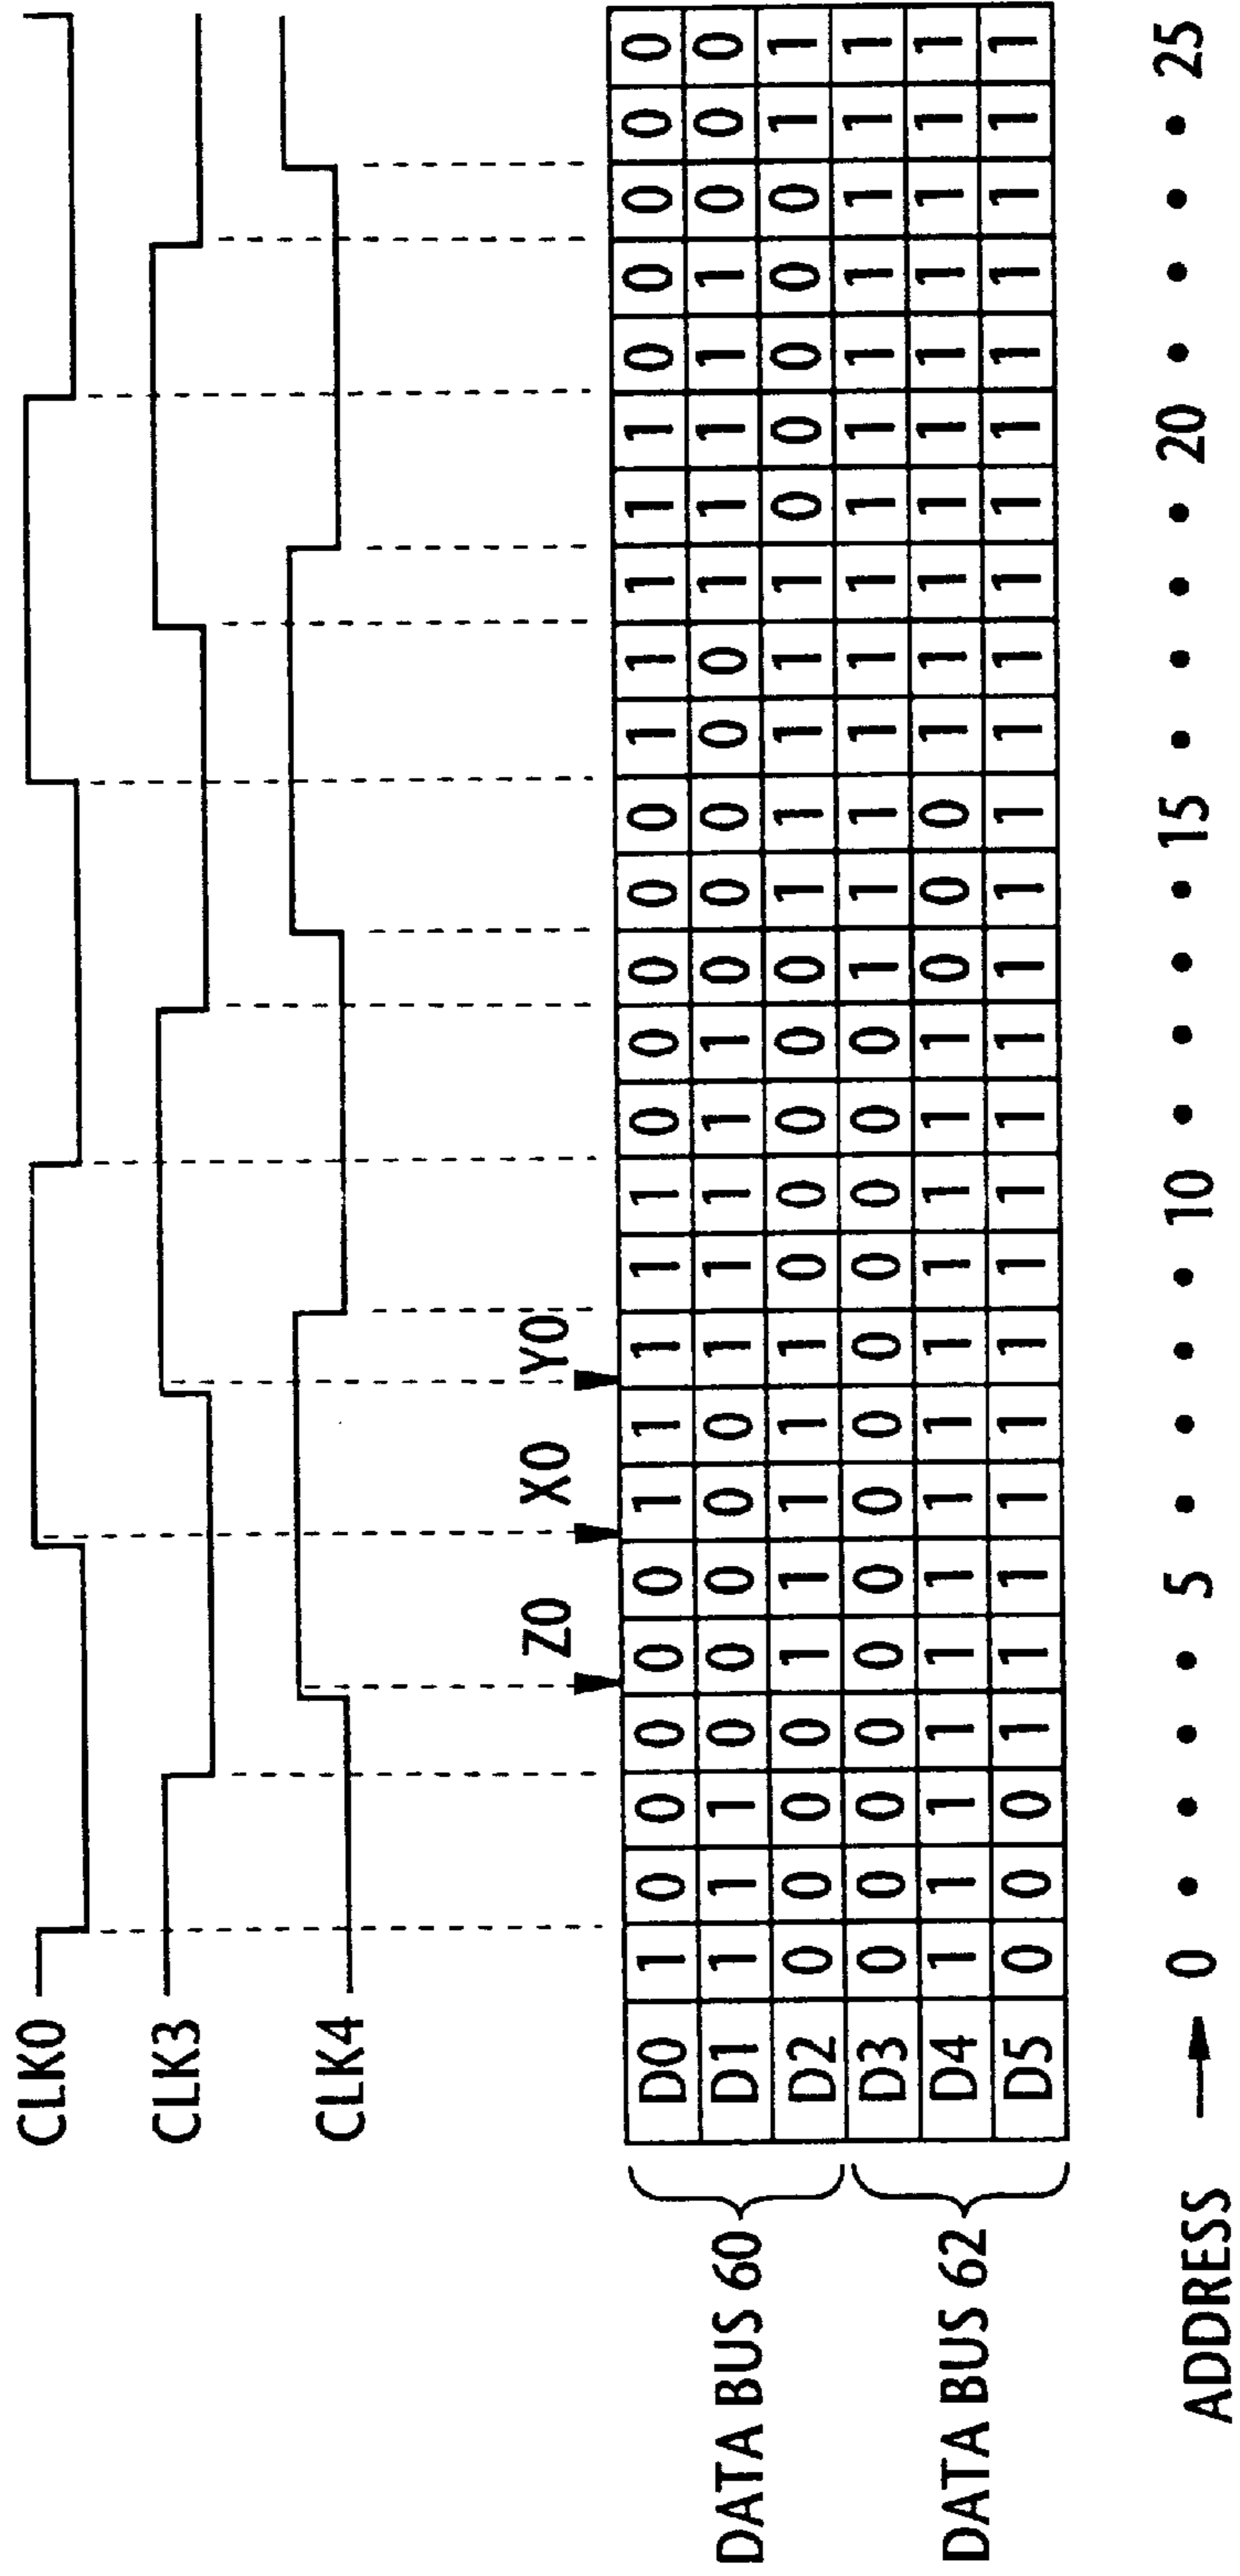 CLK0
CLK3
CLK4
Z0 X0 Y0
DATA BUS 60
D0 1 0 0 0 0 0 1 1 1 1 1 0 0 0 0 0 1 1 1 1 1 0 0 0 0 0
D1 1 1 1 0 0 0 0 0 1 1 1 1 1 0 0 0 0 0 1 1 1 1 1 0 0 0
D2 0 0 0 0 1 1 1 1 1 0 0 0 0 0 1 1 1 1 1 0 0 0 0 0 1 1
DATA BUS 62
D3 0 0 0 0 0 0 0 0 0 0 0 0 0 1 1 1 1 1 1 1 1 1 1 1 1 1
D4 1 1 1 1 1 1 1 1 1 1 1 1 1 0 0 0 1 1 1 1 1 1 1 1 1 1
D5 0 0 0 1 1 1 1 1 1 1 1 1 1 1 1 1 1 1 1 1 1 1 1 1 1 1
ADDRESS → 0 • • • • 5 • • • • 10 • • • • 15 • • • • 20 • • • • 25